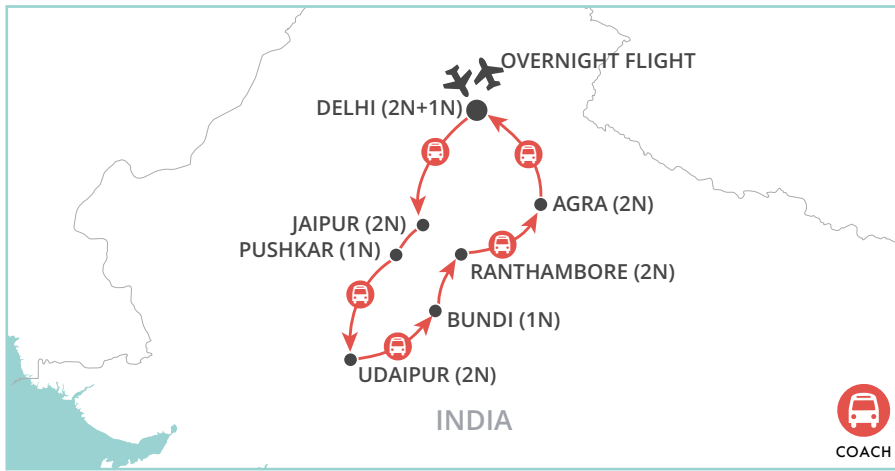 OVERNIGHT FLIGHT
DELHI (2N+1N)
JAIPUR (2N)
PUSHKAR (1N)
AGRA (2N)
RANTHAMBORE (2N)
BUNDI (1N)
UDAIPUR (2N)
INDIA
COACH